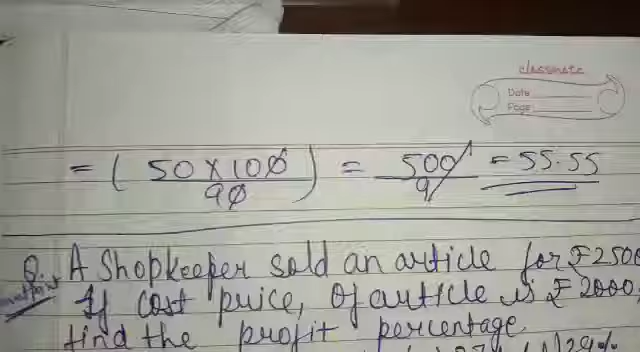 classmate
Date
Page
= ( 50 × 100 / 90 ) = 500 / 9 = 55.55
Q. A Shopkeeper sold an article for ₹2500
If cost price, of article is ₹2000.
find the profit percentage